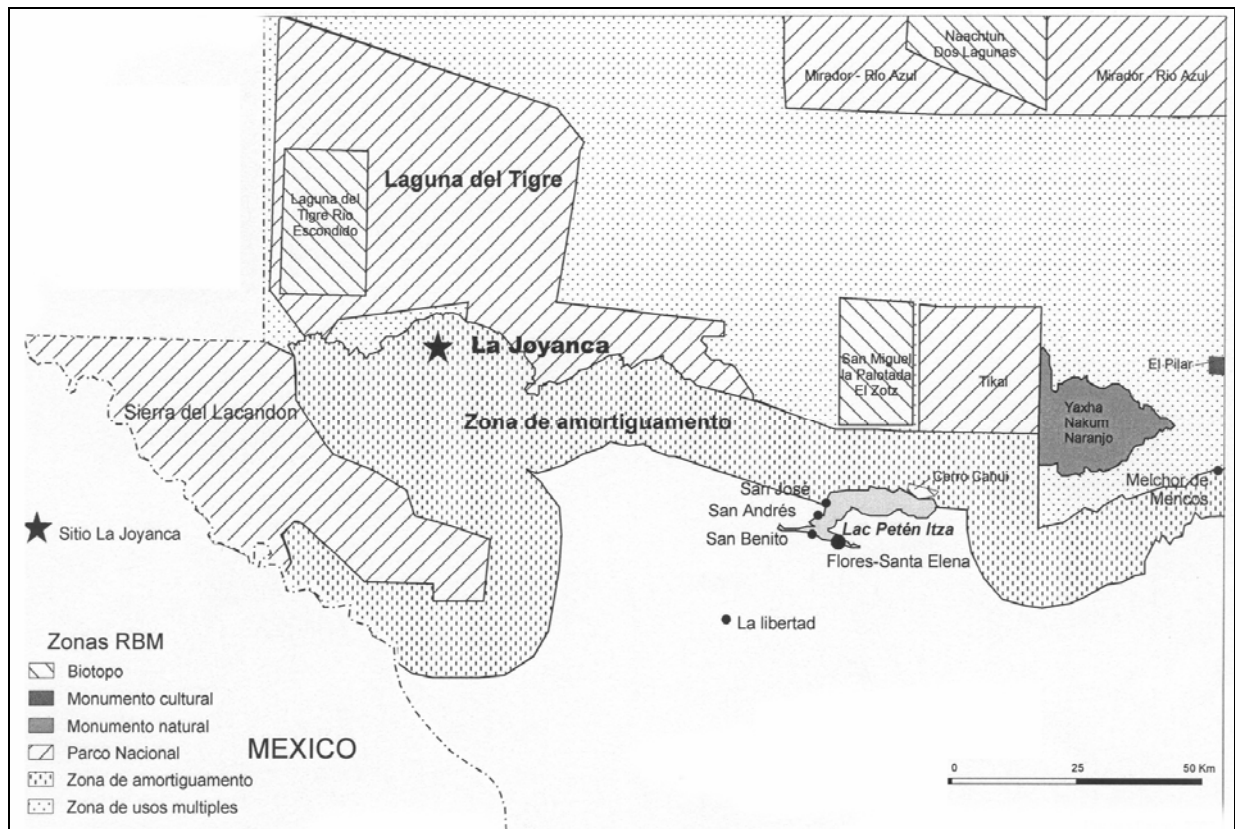 Naachtun
Dos Lagunas
Mirador - Rio Azul
Mirador - Rio Azul
Laguna del Tigre
Laguna del
Tigre Rio
Escondido
La Joyanca
San Miguel
la Palotada
El Zotz
Tikal
El Pilar
Yaxha
Nakum
Naranjo
Sierra del Lacandon
Zona de amortiguamento
Cerro Cahui
Melchor de
Mencos
San José
San Andrés
Lac Petén Itza
San Benito
Flores-Santa Elena
Sitio La Joyanca
La libertad
Zonas RBM
Biotopo
Monumento cultural
Monumento natural
Parco Nacional
Zona de amortiguamento
Zona de usos multiples
MEXICO
0 25 50 Km